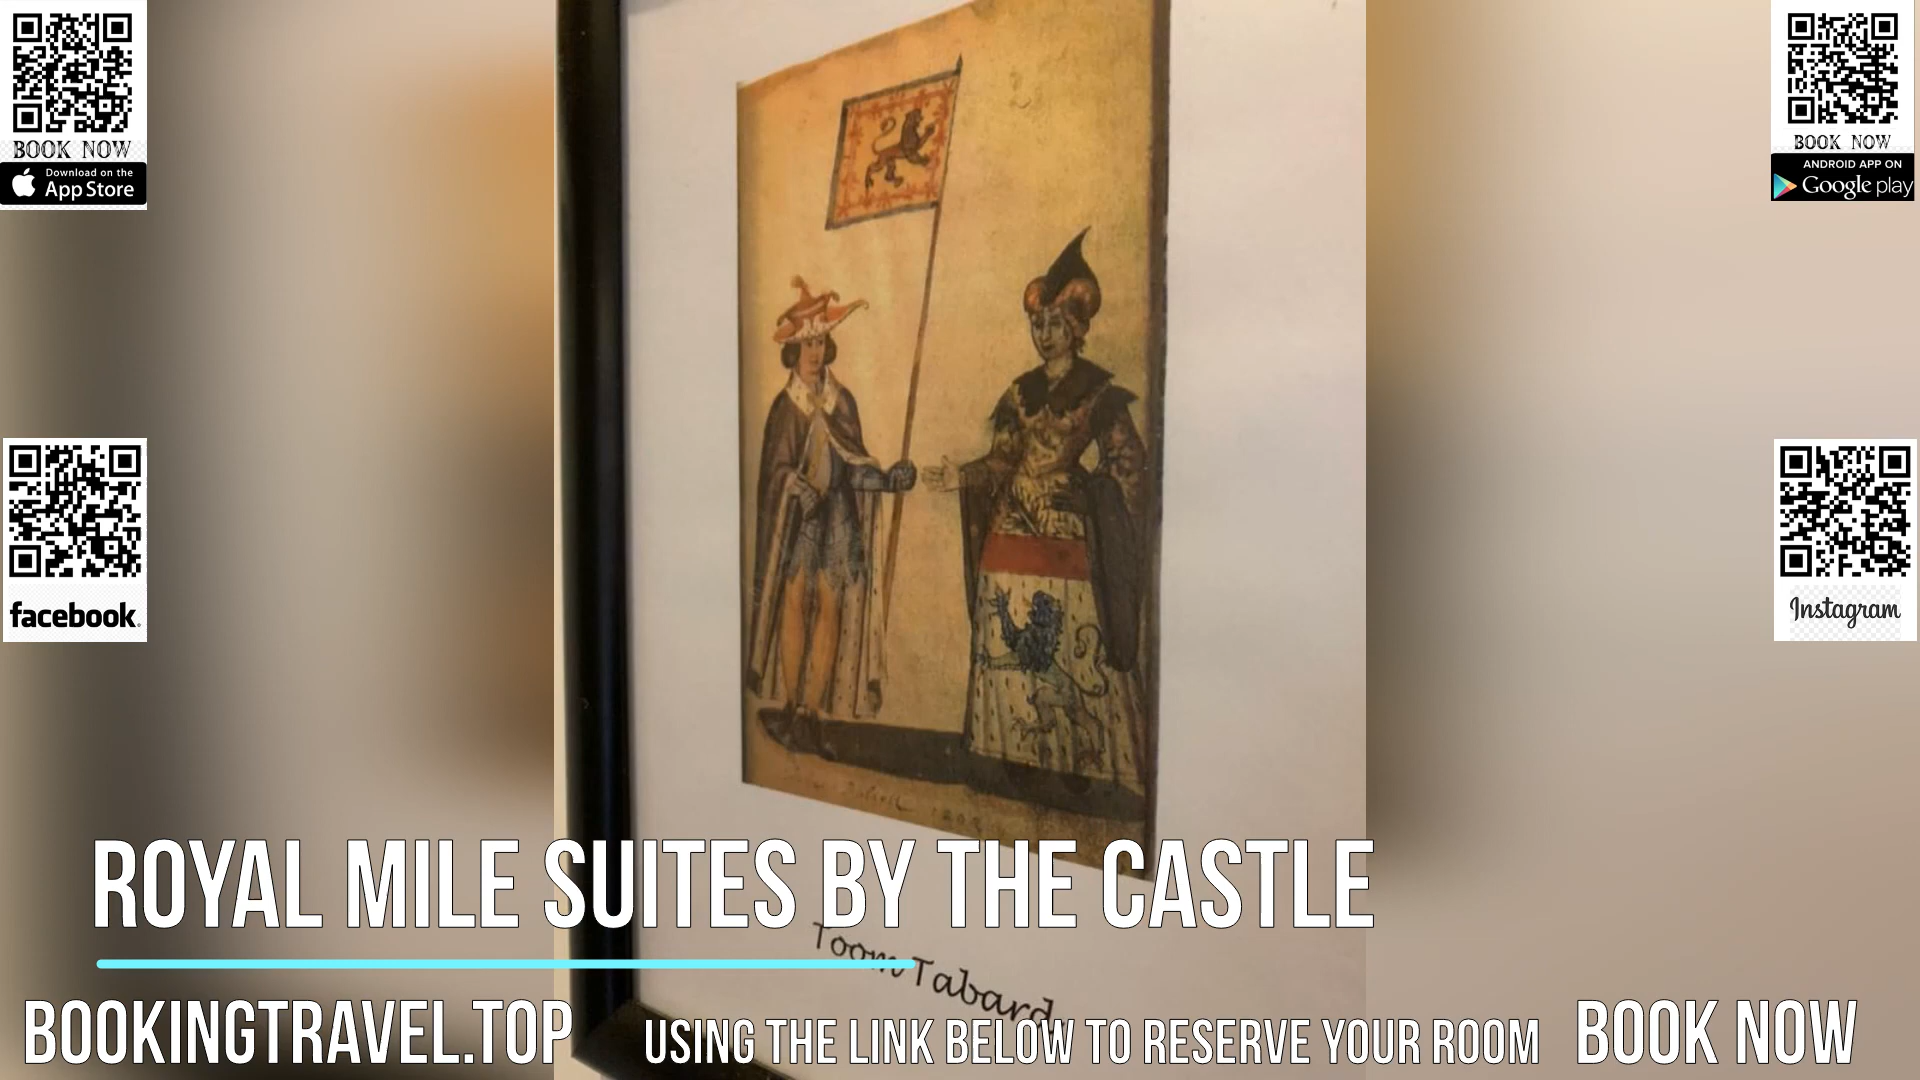 BOOK NOW
Download on the
App Store
BOOK NOW
ANDROID APP ON
Google play
facebook.
Instagram
ROYAL MILE SUITES BY THE CASTLE
Toom Tabard
BOOKINGTRAVEL.TOP
USING THE LINK BELOW TO RESERVE YOUR ROOM
BOOK NOW